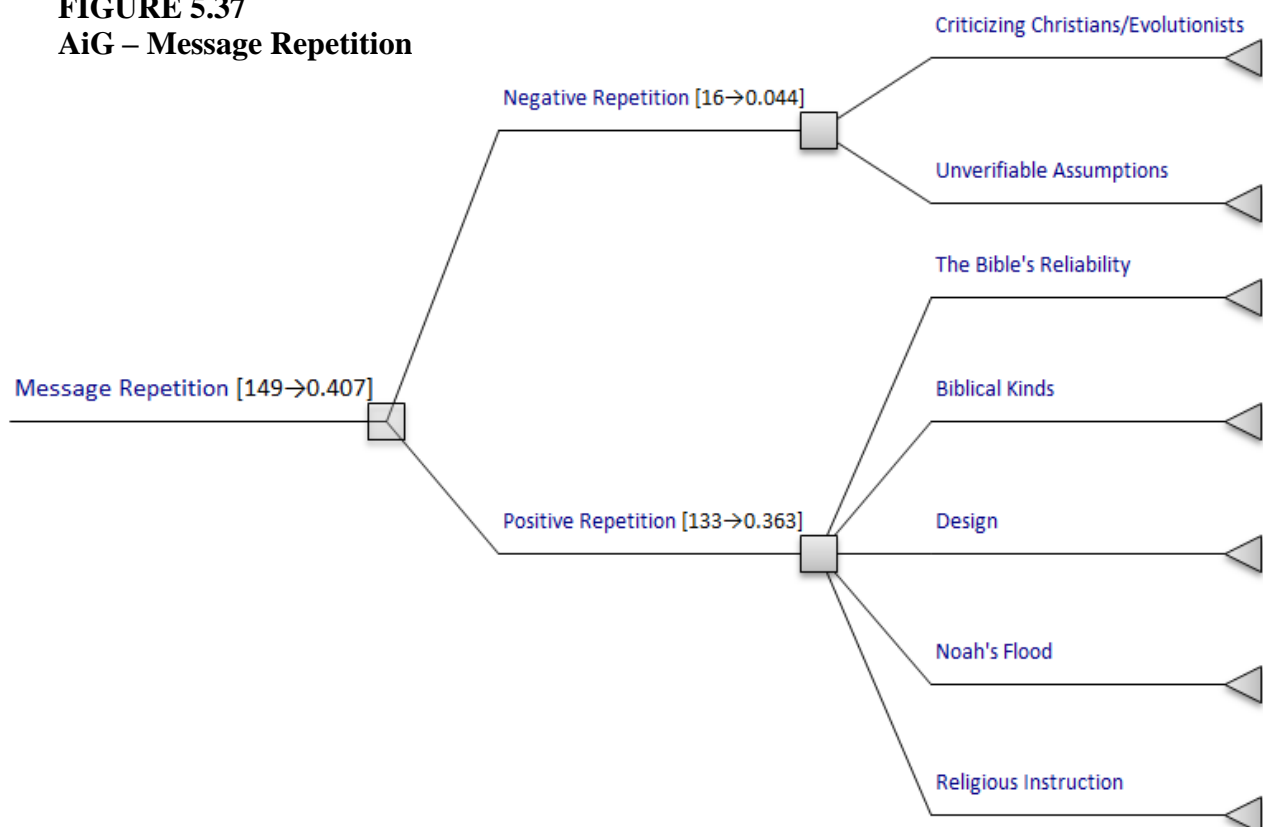 FIGURE 5.37
AiG – Message Repetition
Criticizing Christians/Evolutionists
Negative Repetition [16→0.044]
Unverifiable Assumptions
The Bible's Reliability
Message Repetition [149→0.407]
Biblical Kinds
Positive Repetition [133→0.363]
Design
Noah's Flood
Religious Instruction